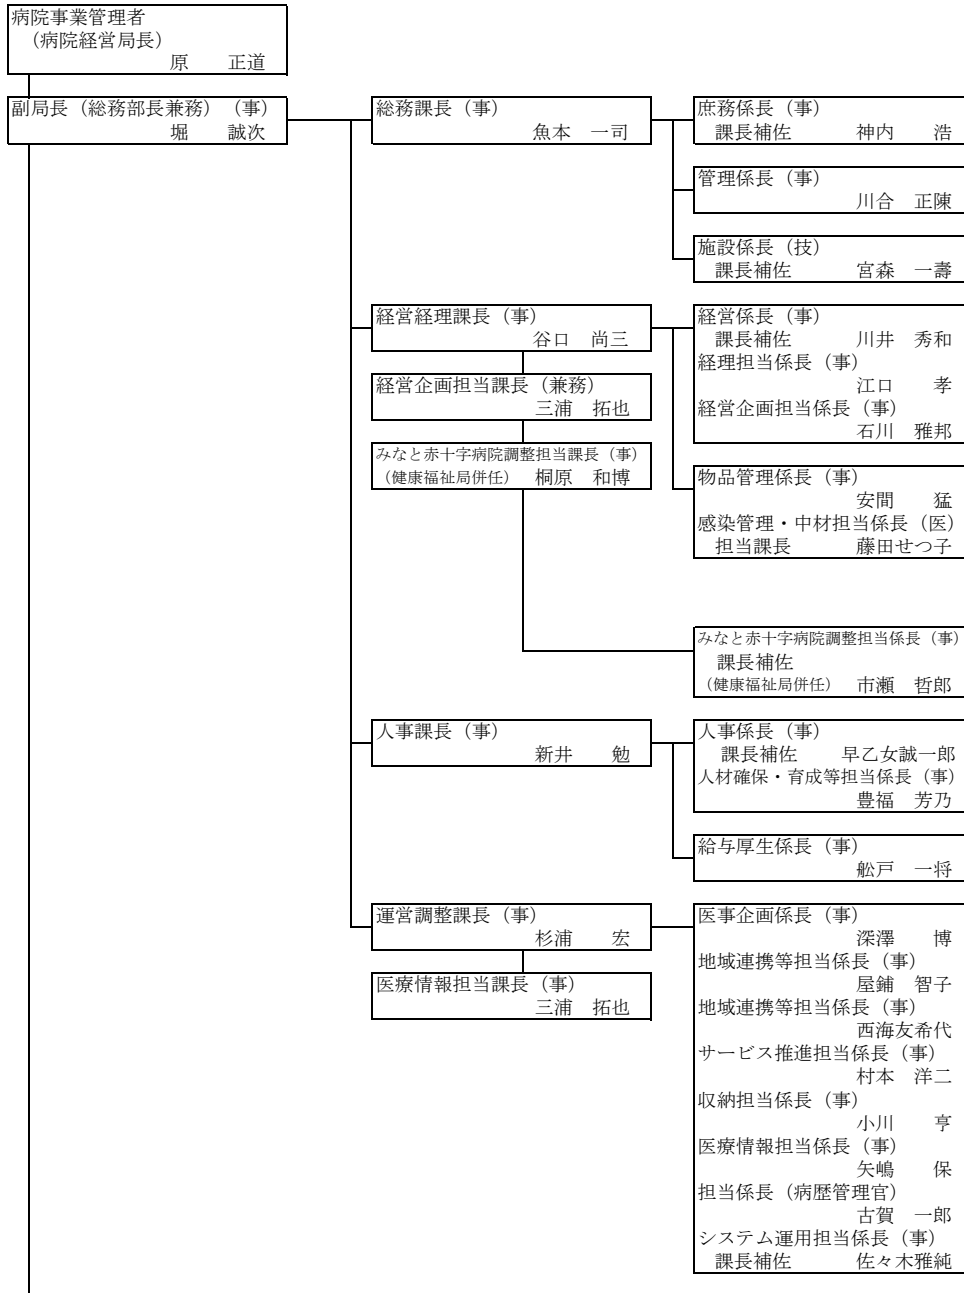 病院事業管理者
（病院経営局長）
原　　正道
副局長（総務部長兼務）（事）
堀　　誠次
総務課長（事）
魚本　一司
庶務係長（事）
課長補佐　　　神内　　浩
管理係長（事）
川合　正陳
施設係長（技）
課長補佐　　　宮森　一壽
経営経理課長（事）
谷口　尚三
経営企画担当課長（兼務）
三浦　拓也
みなと赤十字病院調整担当課長（事）
（健康福祉局併任）　桐原　和博
経営係長（事）
課長補佐　　　川井　秀和
経理担当係長（事）
江口　　孝
経営企画担当係長（事）
石川　雅邦
物品管理係長（事）
安間　　猛
感染管理・中材担当係長（医）
担当課長　　　藤田せつ子
みなと赤十字病院調整担当係長（事）
課長補佐
（健康福祉局併任）　市瀬　哲郎
人事課長（事）
新井　　勉
人事係長（事）
課長補佐　　早乙女誠一郎
人材確保・育成等担当係長（事）
豊福　芳乃
給与厚生係長（事）
舩戸　一将
運営調整課長（事）
杉浦　　宏
医療情報担当課長（事）
三浦　拓也
医事企画係長（事）
深澤　　博
地域連携等担当係長（事）
屋鋪　智子
地域連携等担当係長（事）
西海友希代
サービス推進担当係長（事）
村本　洋二
収納担当係長（事）
小川　　亨
医療情報担当係長（事）
矢嶋　　保
担当係長（病歴管理官）
古賀　一郎
システム運用担当係長（事）
課長補佐　　　佐々木雅純